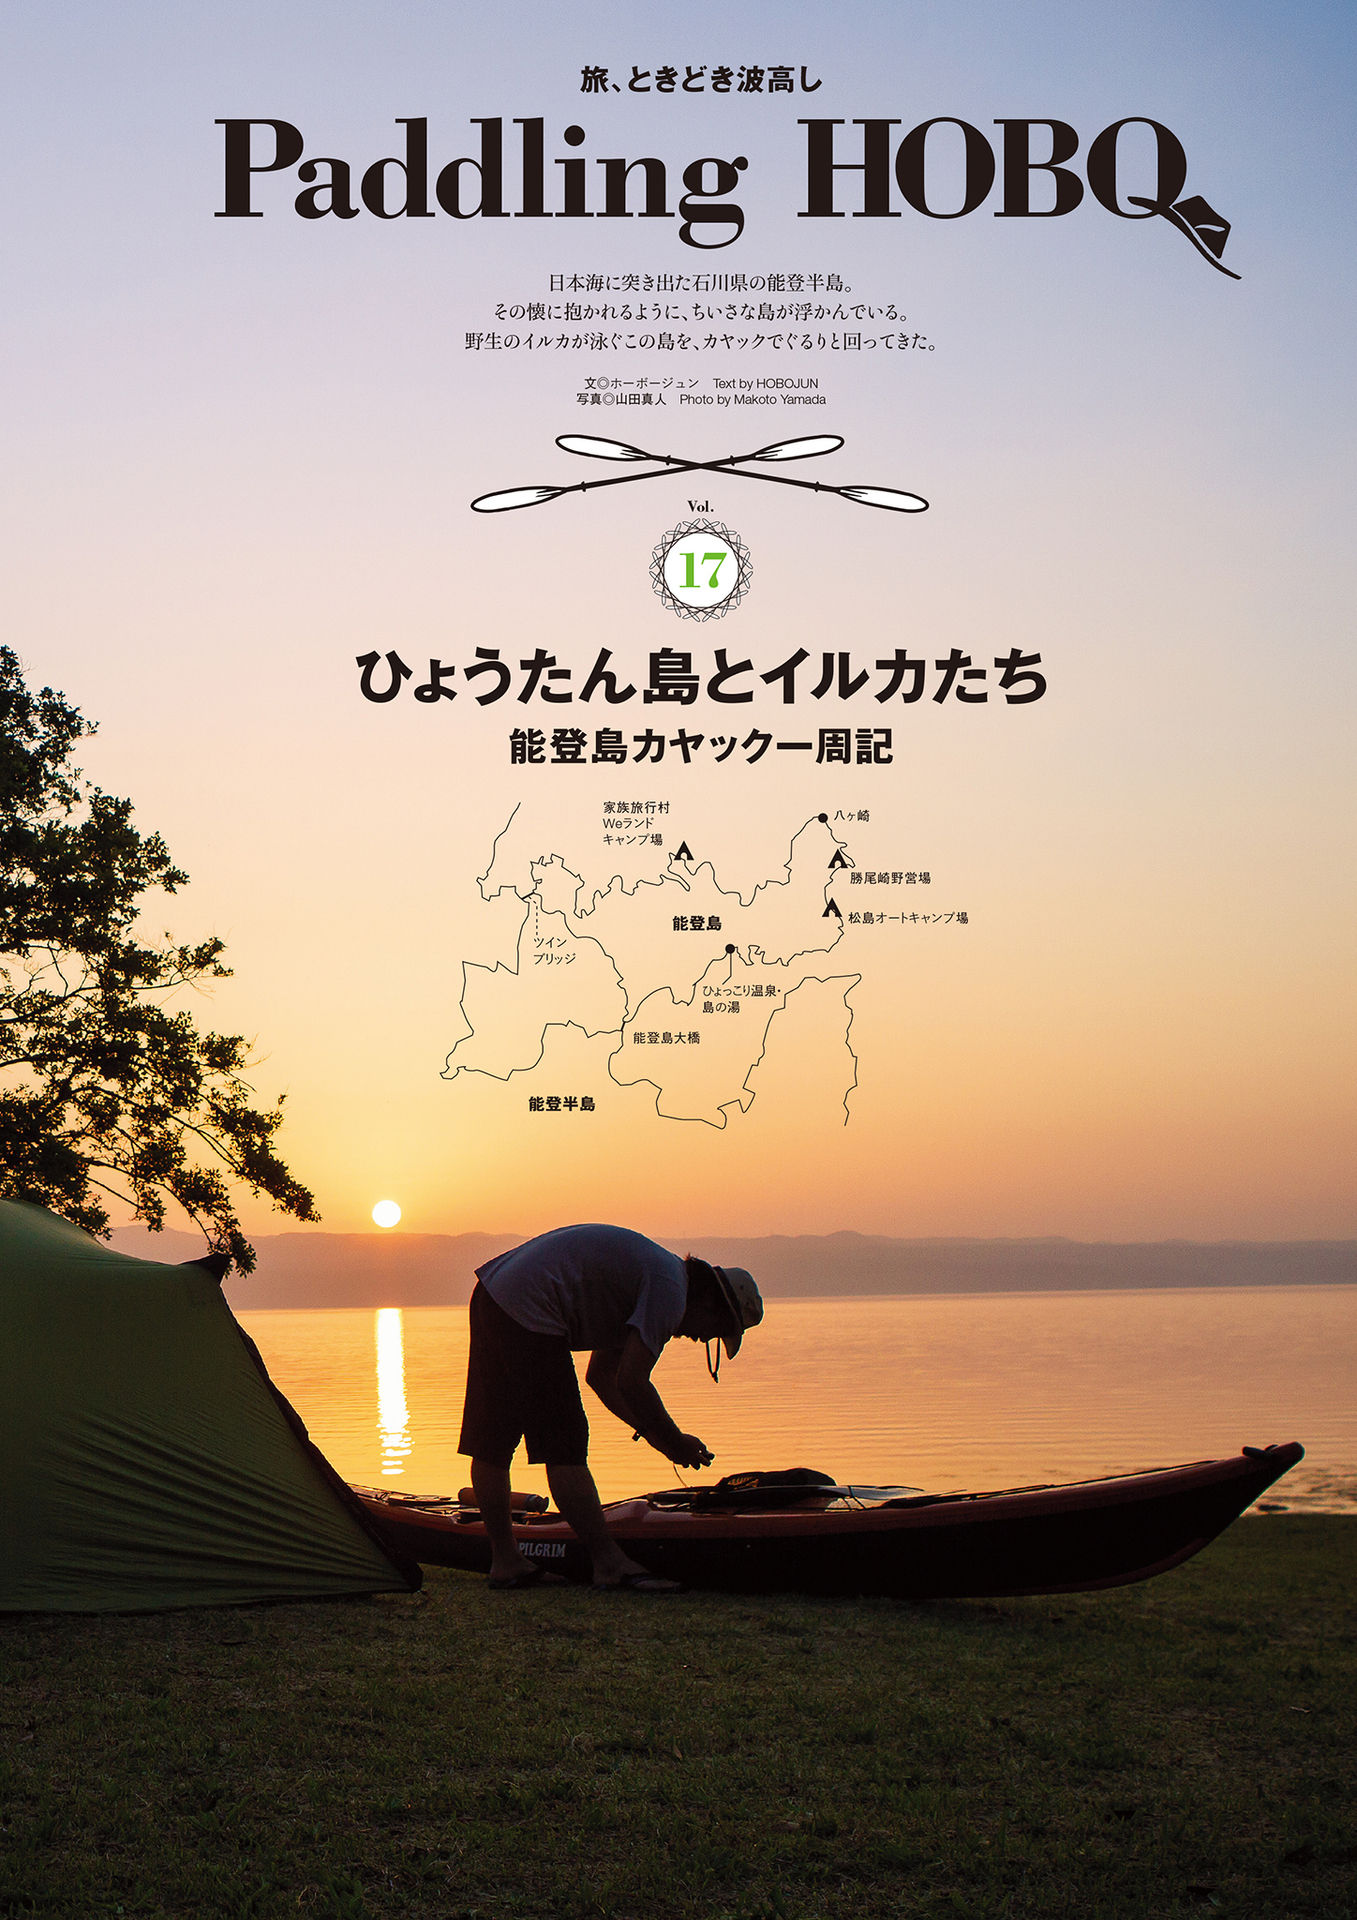 旅、ときどき波高し
Paddling HOBO
日本海に突き出た石川県の能登半島。
その懐に抱かれるように、ちいさな島が浮かんでいる。
野生のイルカが泳ぐこの島を、カヤックでぐるりと回ってきた。
文◎ホーボージュン　Text by HOBOJUN
写真◎山田真人　Photo by Makoto Yamada
Vol.
17
ひょうたん島とイルカたち
能登島カヤック一周記
家族旅行村
Weランド
キャンプ場
八ヶ崎
勝尾崎野営場
松島オートキャンプ場
能登島
ツイン
ブリッジ
ひょっこり温泉・
島の湯
能登島大橋
能登半島
PILGRIM